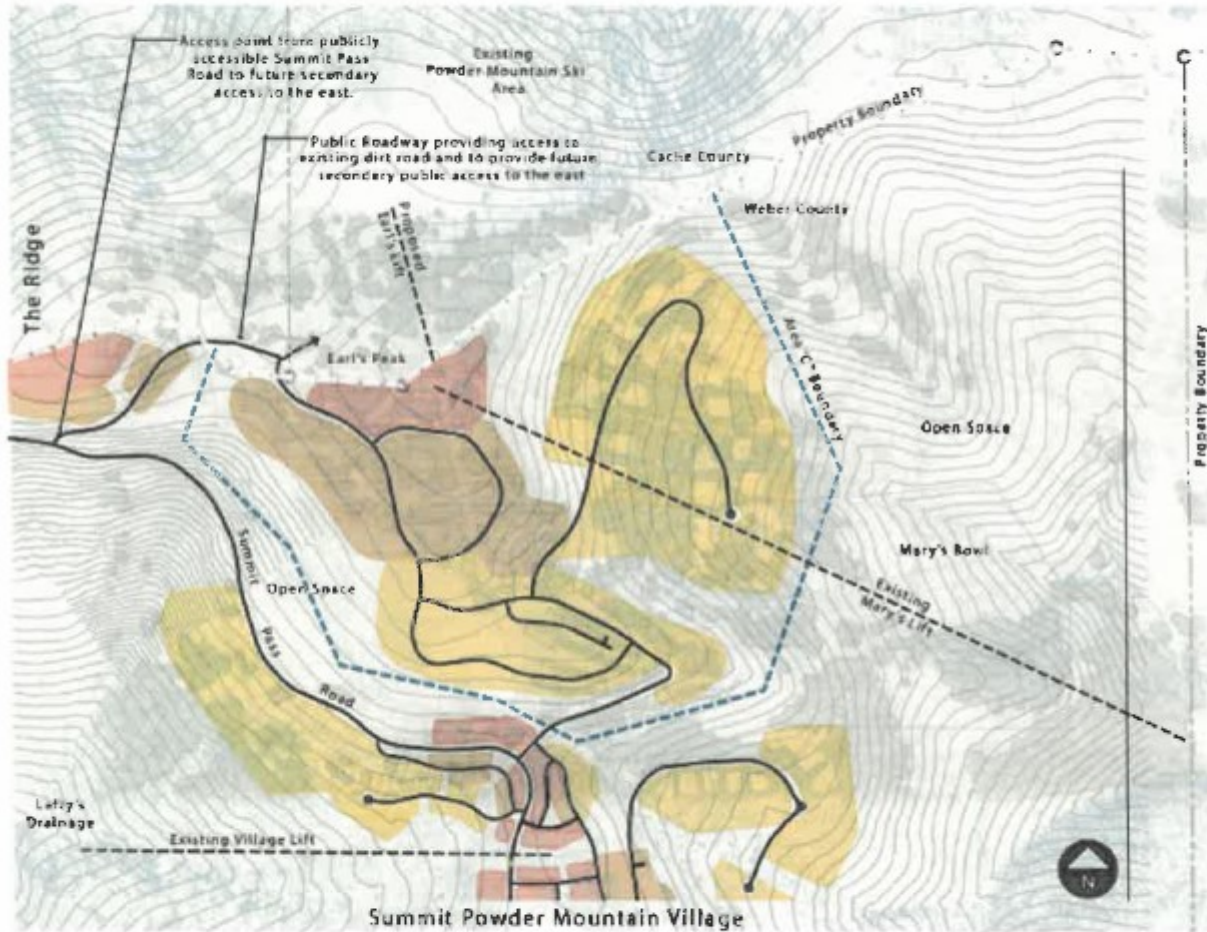 Access point from publicly
accessible Summit Pass
Road to future secondary
access to the east.
Existing
Powder Mountain Ski
Area
C
C
Property Boundary
Public Roadway providing access to
existing dirt road and to provide future
secondary public access to the east
Cache County
Weber County
Proposed
Earl's Lift
The Ridge
Earl's Peak
Area "C" Boundary
Open Space
Property Boundary
Summit
Pass
Road
Open Space
Mary's Bowl
Existing
Mary's Lift
Lefty's
Drainage
Existing Village Lift
N
Summit Powder Mountain Village